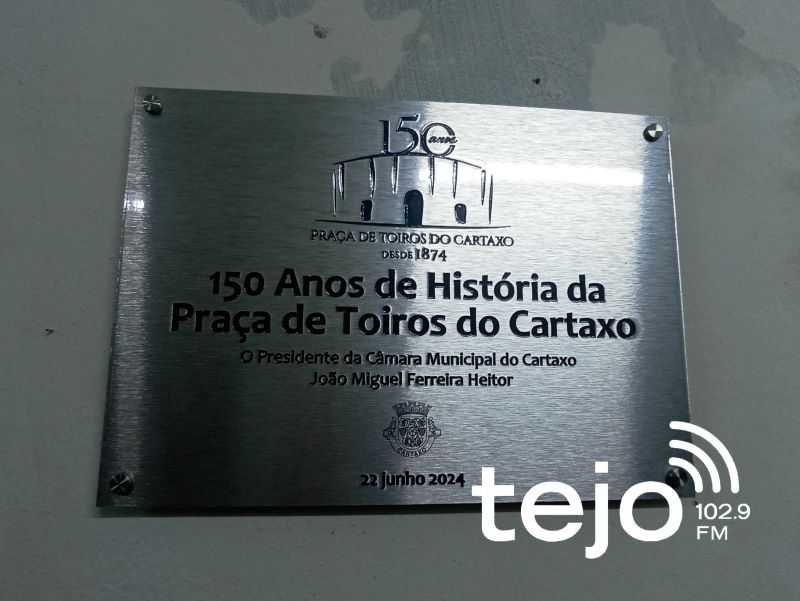 150
anos
PRAÇA DE TOIROS DO CARTAXO
DESDE 1874
150 Anos de História da
Praça de Toiros do Cartaxo
O Presidente da Câmara Municipal do Cartaxo
João Miguel Ferreira Heitor
CARTAXO
22 junho 2024
tejo
102.9
FM